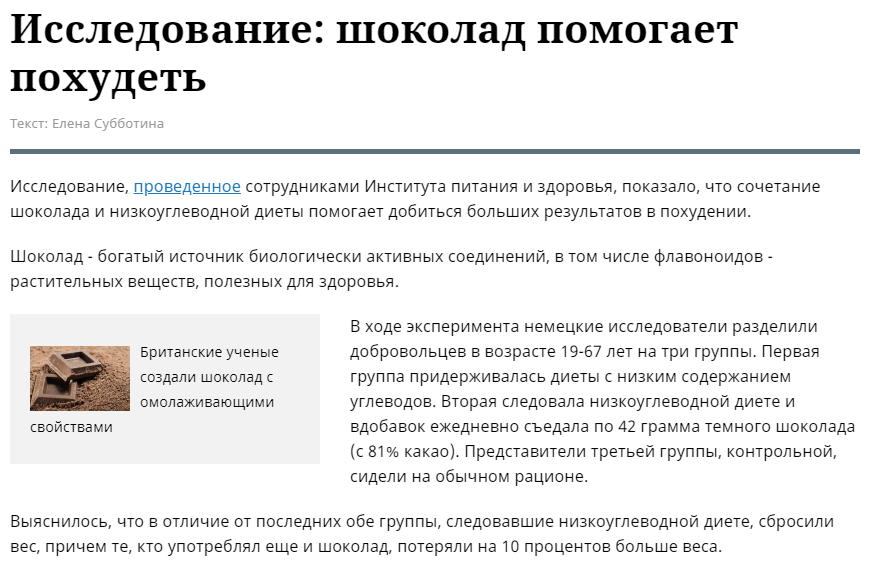 Исследование: шоколад помогает
похудеть
Текст: Елена Субботина
Исследование, проведенное сотрудниками Института питания и здоровья, показало, что сочетание
шоколада и низкоуглеводной диеты помогает добиться больших результатов в похудении.
Шоколад - богатый источник биологически активных соединений, в том числе флавоноидов -
растительных веществ, полезных для здоровья.
Британские ученые
создали шоколад с
омолаживающими
свойствами
В ходе эксперимента немецкие исследователи разделили
добровольцев в возрасте 19-67 лет на три группы. Первая
группа придерживалась диеты с низким содержанием
углеводов. Вторая следовала низкоуглеводной диете и
вдобавок ежедневно съедала по 42 грамма темного шоколада
(с 81% какао). Представители третьей группы, контрольной,
сидели на обычном рационе.
Выяснилось, что в отличие от последних обе группы, следовавшие низкоуглеводной диете, сбросили
вес, причем те, кто употреблял еще и шоколад, потеряли на 10 процентов больше веса.